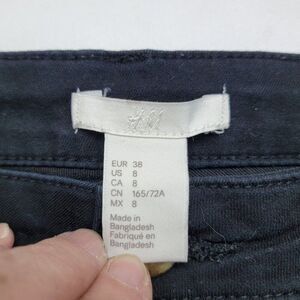 H&M
EUR 38
US 8
CA 8
CN 165/72A
MX 8
Made in
Bangladesh
Fabriqué en
Bangladesh